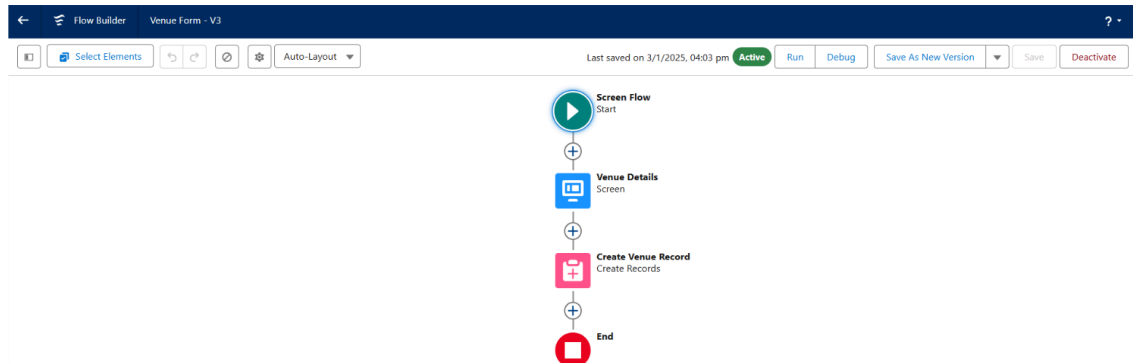 Flow Builder Venue Form - V3 ?
Select Elements Auto-Layout Last saved on 3/1/2025, 04:03 pm Active Run Debug Save As New Version Save Deactivate
Screen Flow
Start
Venue Details
Screen
Create Venue Record
Create Records
End